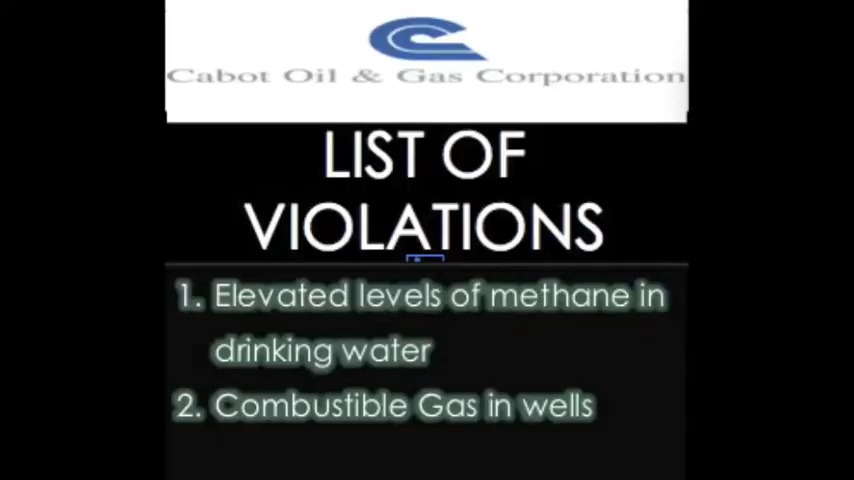 Cabot Oil & Gas Corporation
LIST OF
VIOLATIONS
1. Elevated levels of methane in
drinking water
2. Combustible Gas in wells